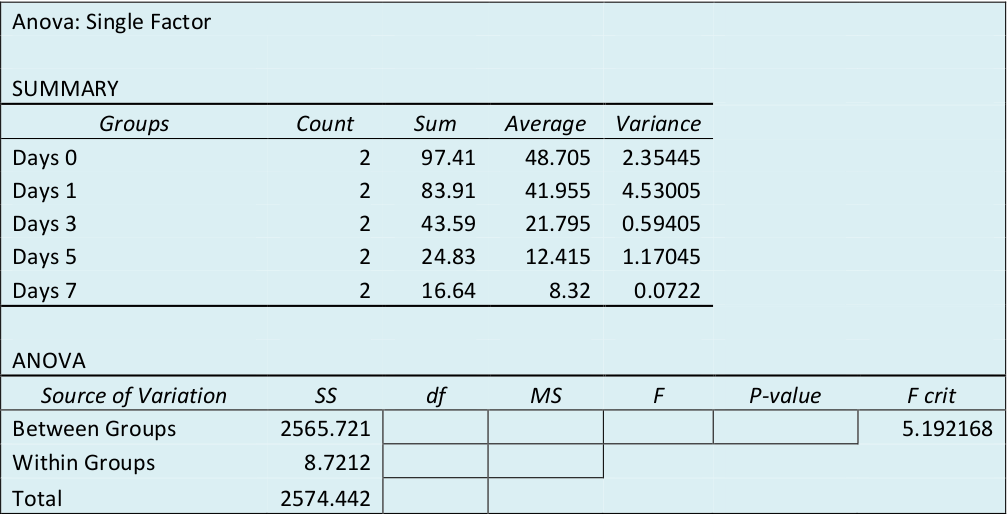 Anova: Single Factor
SUMMARY
Groups Count Sum Average Variance
Days 0 2 97.41 48.705 2.35445
Days 1 2 83.91 41.955 4.53005
Days 3 2 43.59 21.795 0.59405
Days 5 2 24.83 12.415 1.17045
Days 7 2 16.64 8.32 0.0722
ANOVA
Source of Variation SS df MS F P-value F crit
Between Groups 2565.721 5.192168
Within Groups 8.7212
Total 2574.442